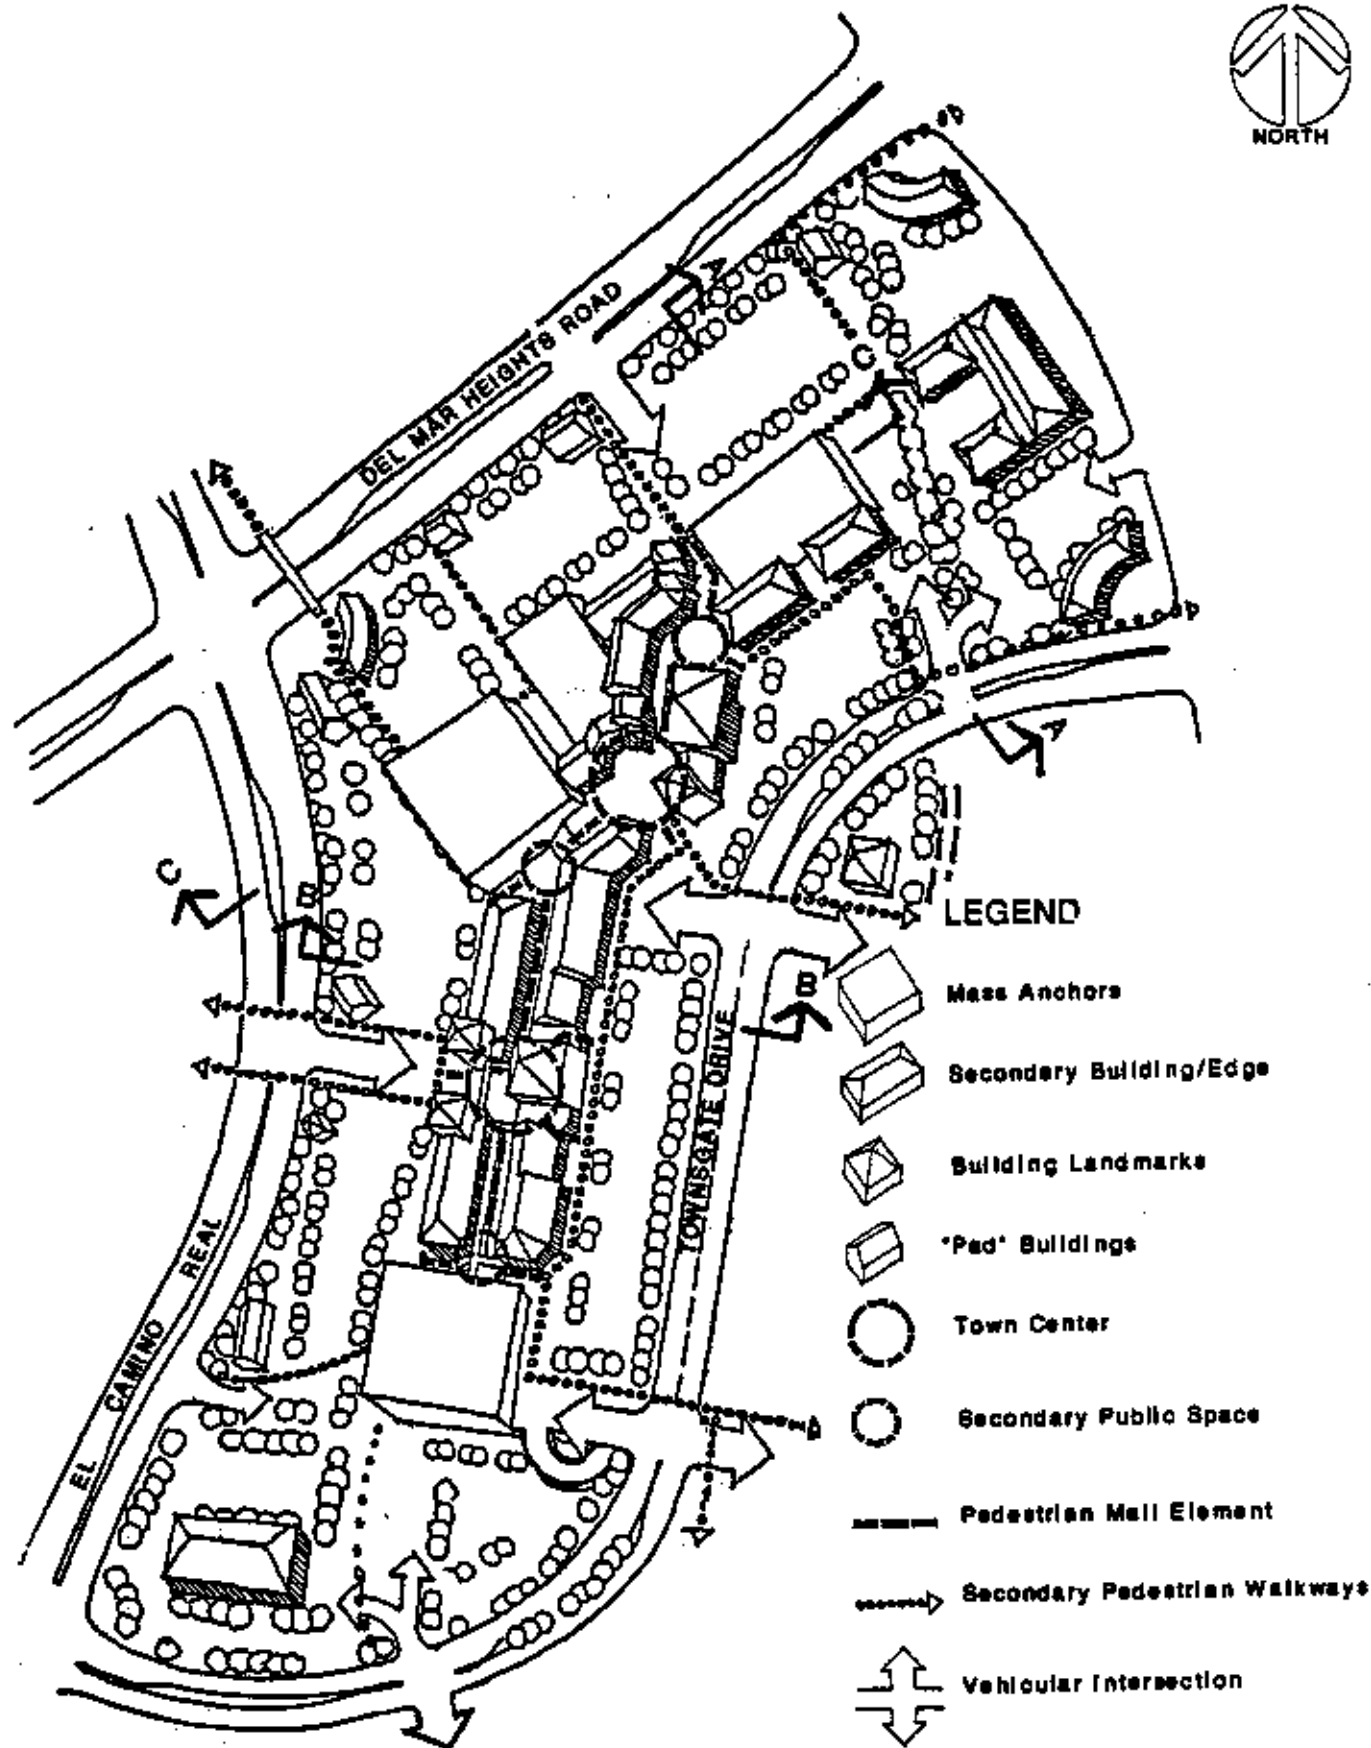 NORTH
A
DEL MAR HEIGHTS ROAD
C
A
C
B
B
TOWNSGATE DRIVE
EL CAMINO REAL
LEGEND
Mass Anchors
Secondary Building/Edge
Building Landmarks
"Pad" Buildings
Town Center
Secondary Public Space
Pedestrian Mall Element
Secondary Pedestrian Walkways
Vehicular Intersection